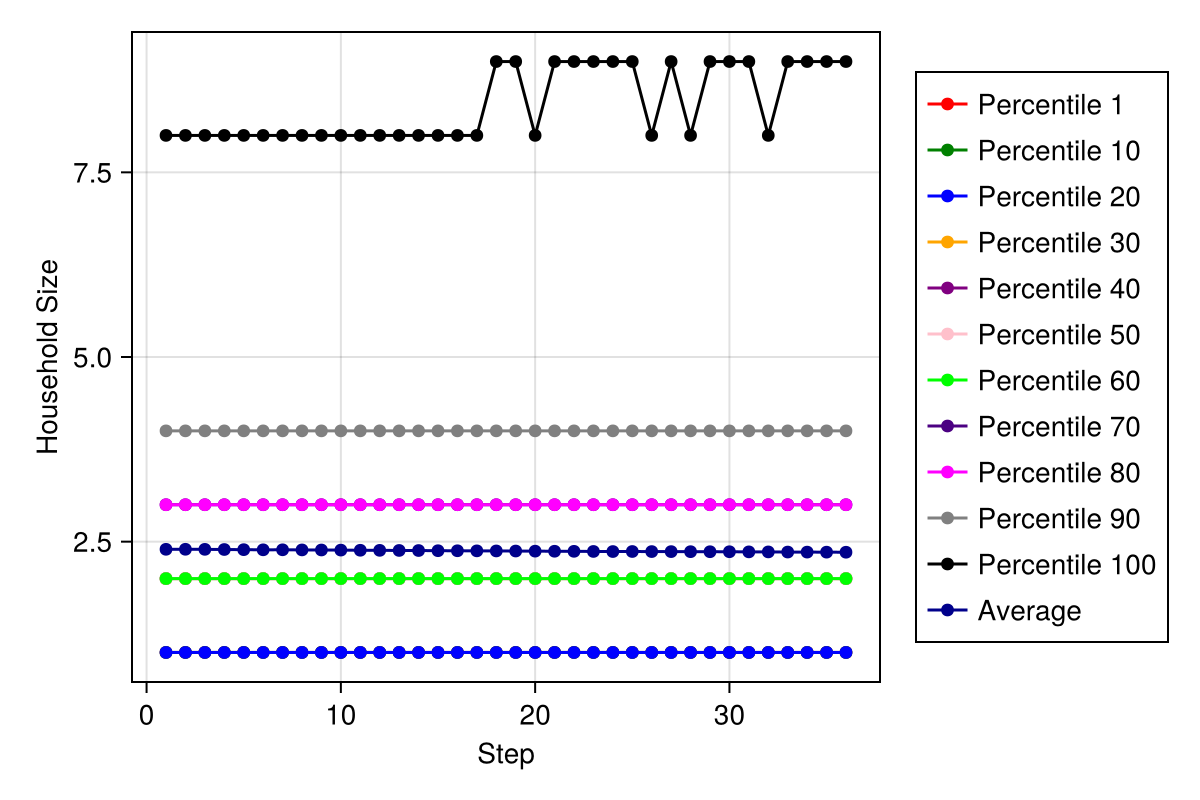 7.5
5.0
2.5
Household Size
0
10
20
30
Step
Percentile 1
Percentile 10
Percentile 20
Percentile 30
Percentile 40
Percentile 50
Percentile 60
Percentile 70
Percentile 80
Percentile 90
Percentile 100
Average